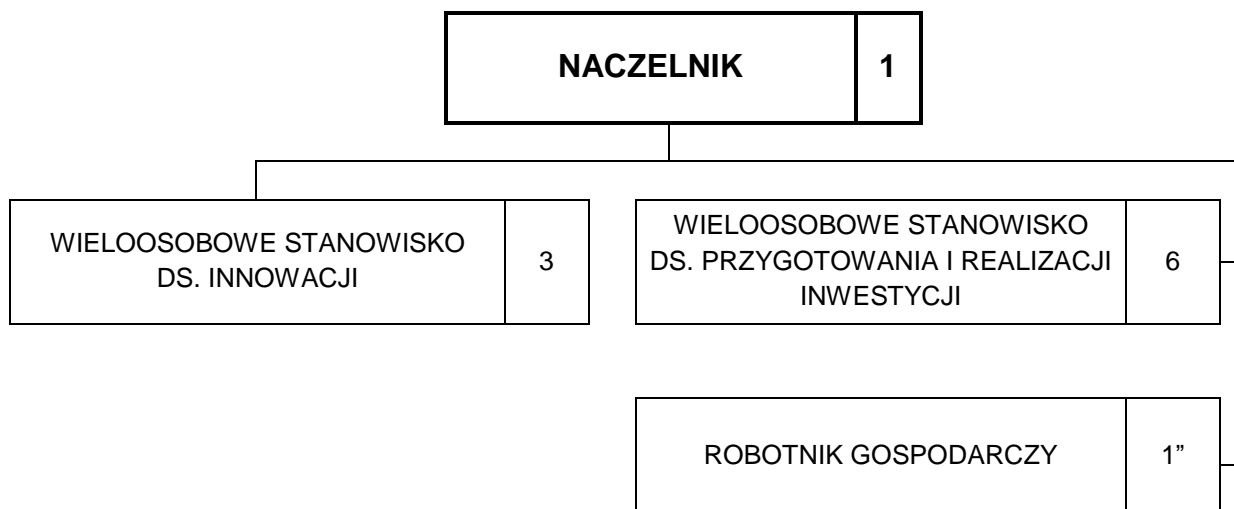 NACZELNIK 1
WIELOOSOBOWE STANOWISKO
DS. INNOWACJI
3
WIELOOSOBOWE STANOWISKO
DS. PRZYGOTOWANIA I REALIZACJI
INWESTYCJI
6
ROBOTNIK GOSPODARCZY 1”